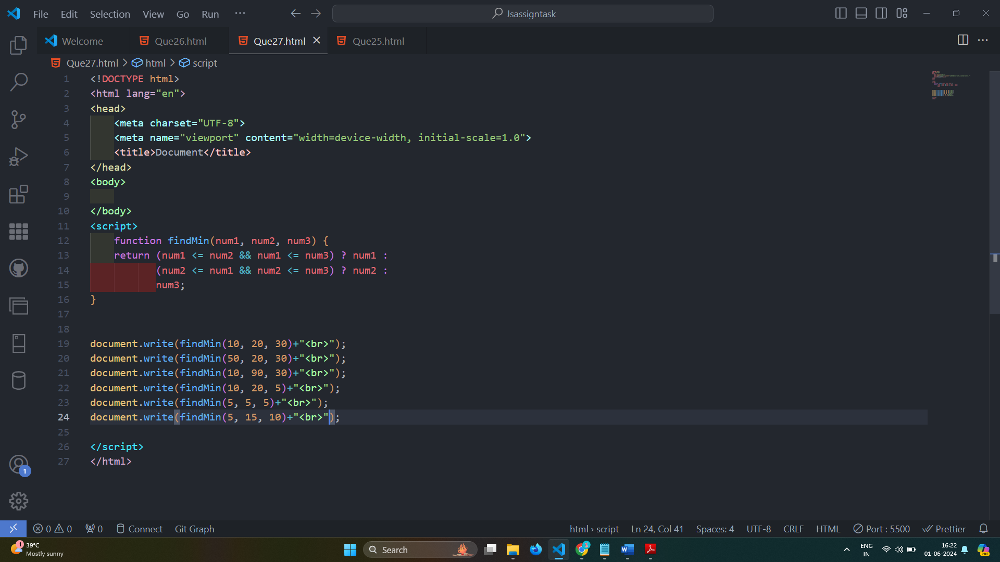 File Edit Selection View Go Run ··· Jsassigntask
Welcome Que26.html Que27.html Que25.html ···
Que27.html > html > script
1 <!DOCTYPE html>
2 <html lang="en">
3 <head>
4 <meta charset="UTF-8">
5 <meta name="viewport" content="width=device-width, initial-scale=1.0">
6 <title>Document</title>
7 </head>
8 <body>
9
10 </body>
11 <script>
12 function findMin(num1, num2, num3) {
13 return (num1 <= num2 && num1 <= num3) ? num1 :
14 (num2 <= num1 && num2 <= num3) ? num2 :
15 num3;
16 }
17
18
19 document.write(findMin(10, 20, 30)+"<br>");
20 document.write(findMin(50, 20, 30)+"<br>");
21 document.write(findMin(10, 90, 30)+"<br>");
22 document.write(findMin(10, 20, 5)+"<br>");
23 document.write(findMin(5, 5, 5)+"<br>");
24 document.write(findMin(5, 15, 10)+"<br>");
25
26 </script>
27 </html>
1
0 0 0 Connect Git Graph html › script Ln 24, Col 41 Spaces: 4 UTF-8 CRLF HTML Port : 5500 Prettier
1 39°C
Mostly sunny
Search
ENG
IN
16:22
01-06-2024
PRE